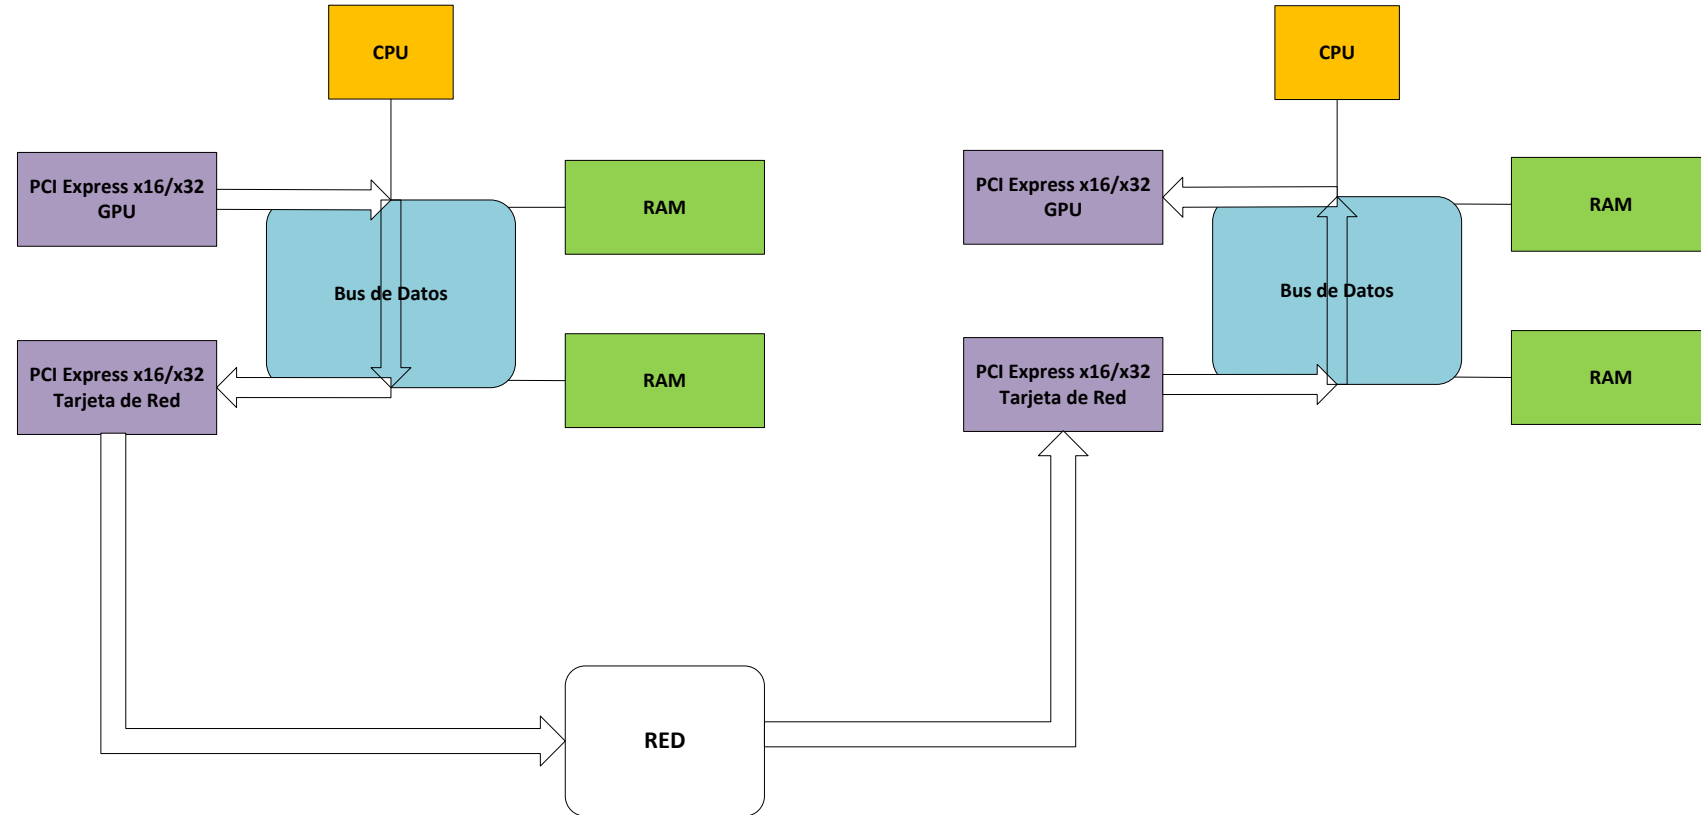 CPU
PCI Express x16/x32
GPU
RAM
Bus de Datos
PCI Express x16/x32
Tarjeta de Red
RAM
CPU
PCI Express x16/x32
GPU
RAM
Bus de Datos
PCI Express x16/x32
Tarjeta de Red
RAM
RED